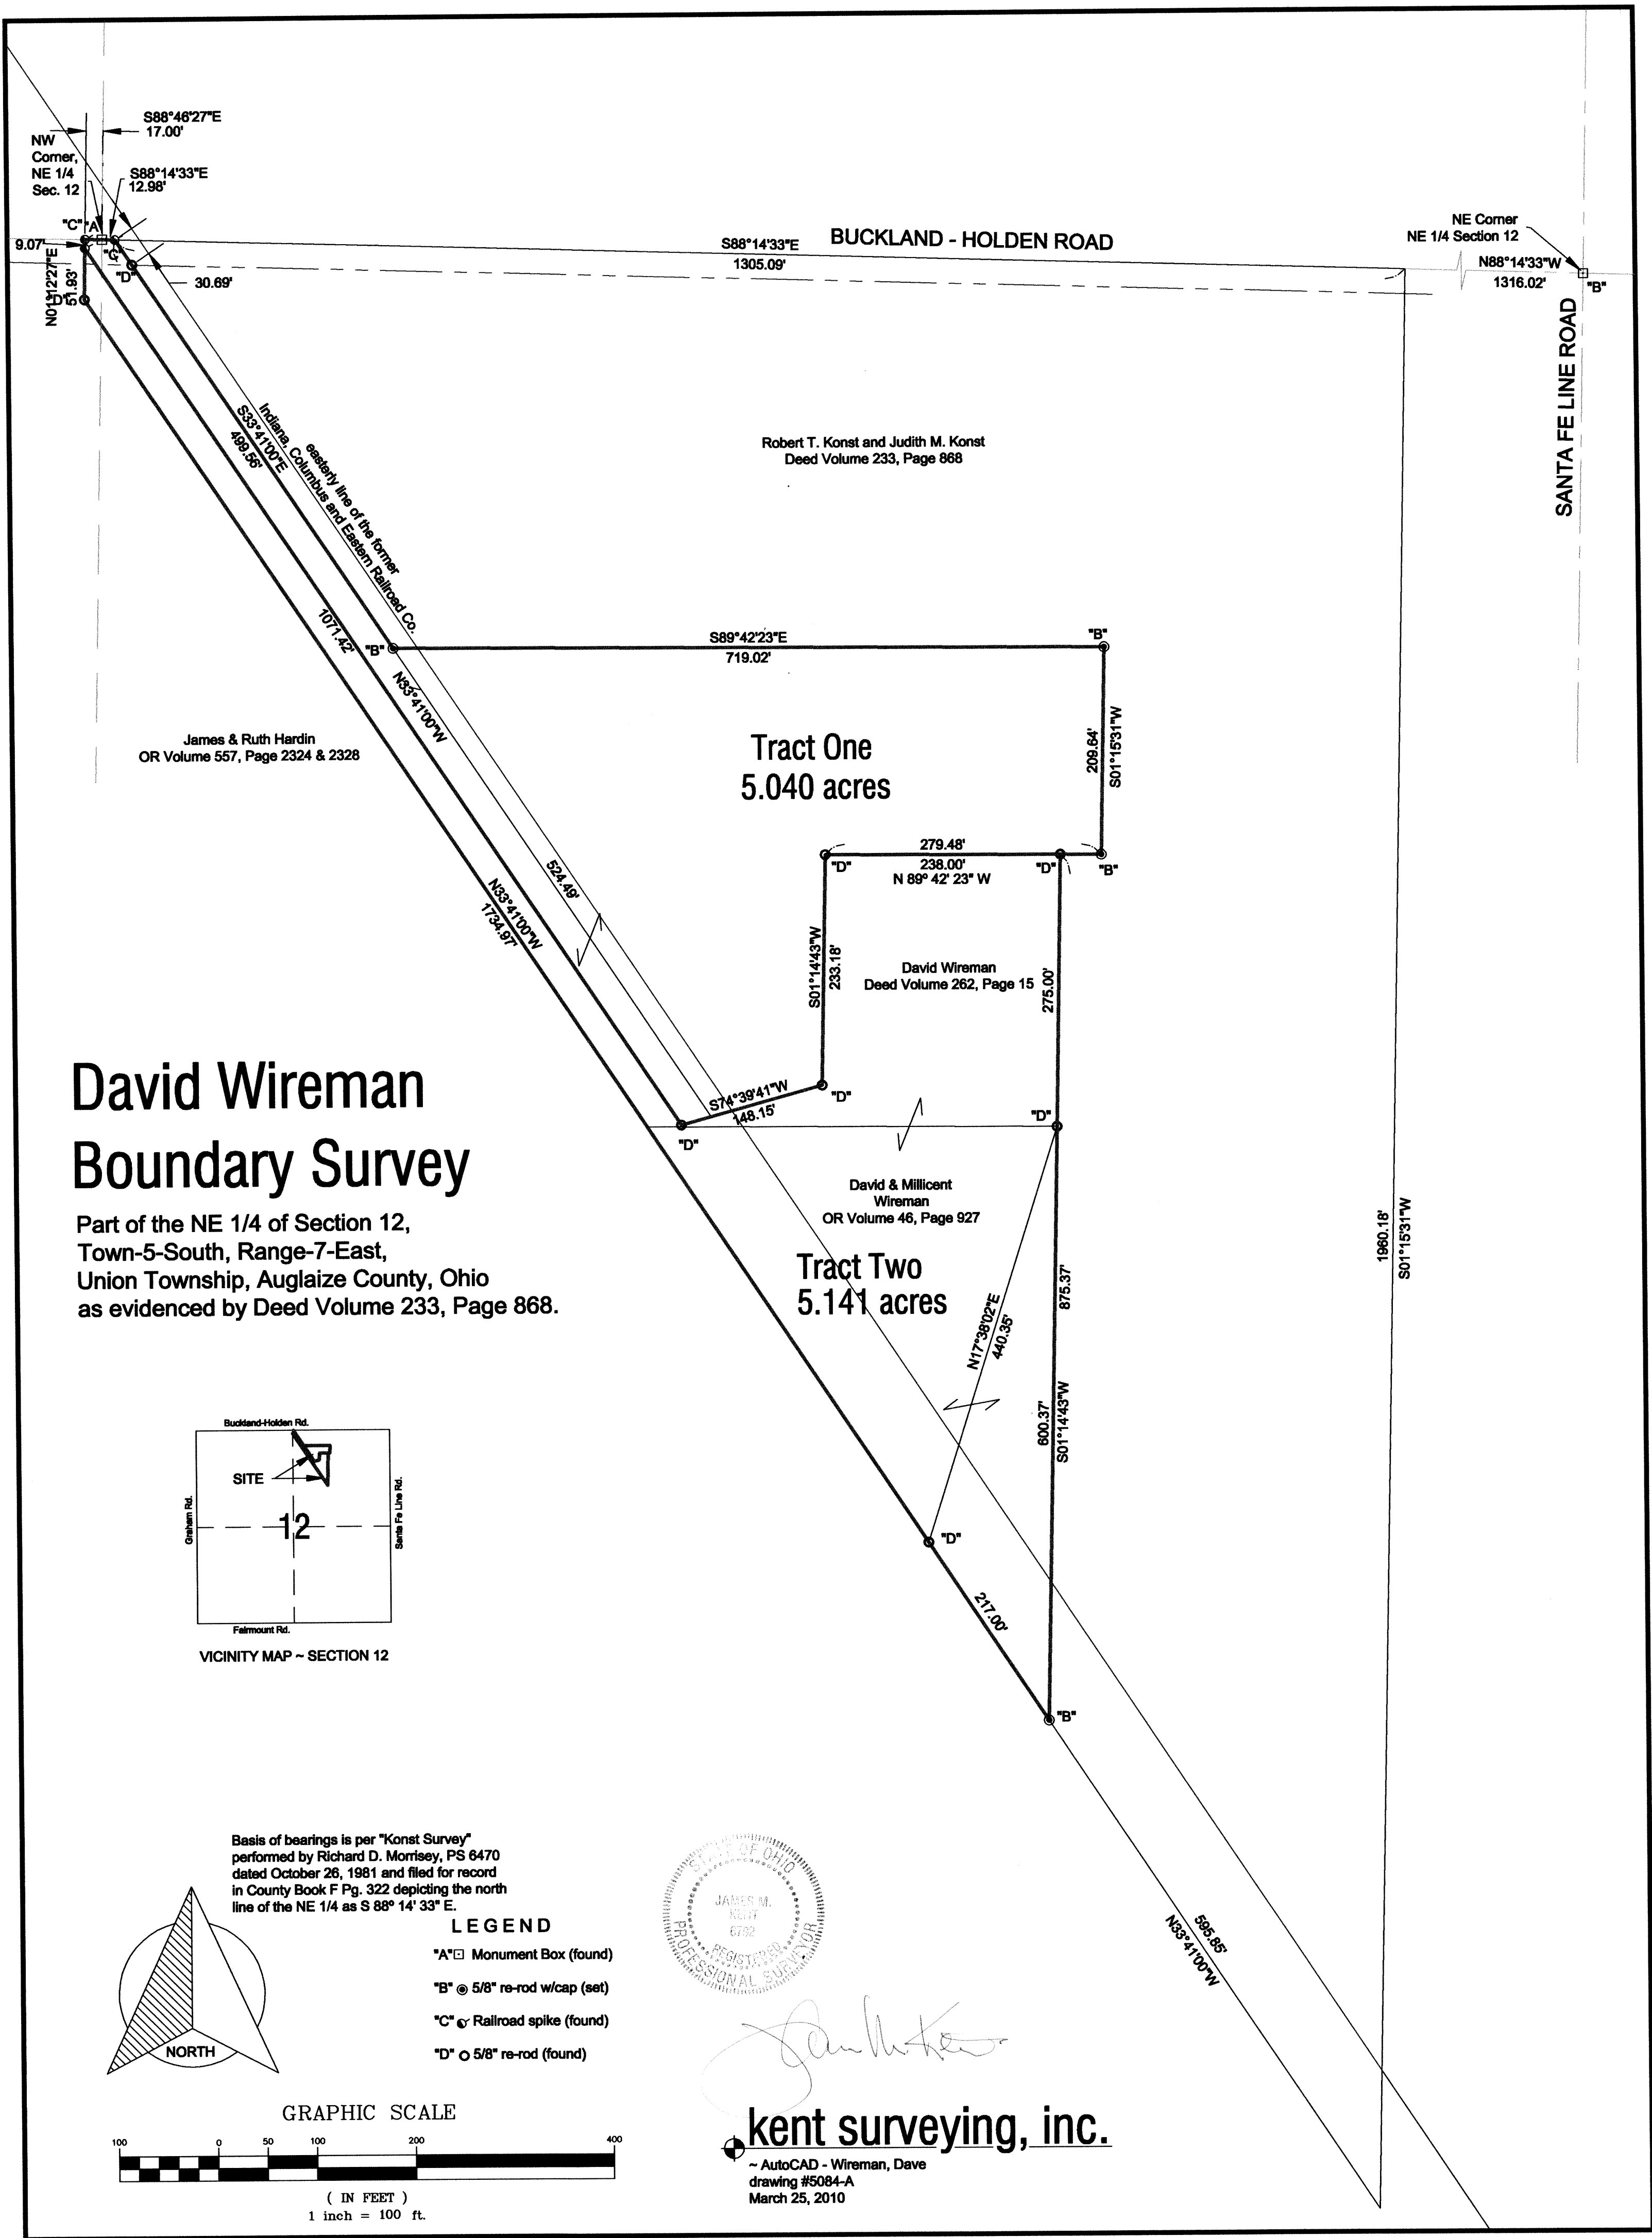 S88°46'27"E
17.00'
NW
Corner,
NE 1/4
Sec. 12
S88°14'33"E
12.98'
"C"
"A
"C"
9.07'
N01°12'27"E
51.93'
"D"
"D"
30.69'
S88°14'33"E
1305.09'
BUCKLAND - HOLDEN ROAD
NE Corner
NE 1/4 Section 12
N88°14'33"W
1316.02'
"B"
SANTA FE LINE ROAD
easterly line of the former
Indiana, Columbus and Eastern Railroad Co.
S33°41'00"E
499.56'
Robert T. Konst and Judith M. Konst
Deed Volume 233, Page 868
1071.42'
"B"
S89°42'23"E
719.02'
"B"
N33°41'00"W
James & Ruth Hardin
OR Volume 557, Page 2324 & 2328
Tract One
5.040 acres
209.64'
S01°15'31"W
524.49'
279.48'
238.00'
N 89° 42' 23" W
"D"
"D"
"B"
N33°41'00"W
1734.97'
S01°14'43"W
233.18'
David Wireman
Deed Volume 262, Page 15
275.00'
S74°39'41"W
148.15'
"D"
"D"
"D"
David Wireman
Boundary Survey
Part of the NE 1/4 of Section 12,
Town-5-South, Range-7-East,
Union Township, Auglaize County, Ohio
as evidenced by Deed Volume 233, Page 868.
David & Millicent
Wireman
OR Volume 46, Page 927
Tract Two
5.141 acres
N17°38'02"E
440.35'
875.37'
600.37'
S01°14'43"W
1960.18'
S01°15'31"W
"D"
217.00'
"B"
Buckland-Holden Rd.
SITE
12
Graham Rd.
Santa Fe Line Rd.
Fairmount Rd.
VICINITY MAP ~ SECTION 12
595.85'
N33°41'00"W
Basis of bearings is per "Konst Survey"
performed by Richard D. Morrisey, PS 6470
dated October 26, 1981 and filed for record
in County Book F Pg. 322 depicting the north
line of the NE 1/4 as S 88° 14' 33" E.
LEGEND
"A" Monument Box (found)
"B" 5/8" re-rod w/cap (set)
"C" Railroad spike (found)
"D" 5/8" re-rod (found)
NORTH
STATE OF OHIO
JAMES M.
KENT
6792
REGISTERED
PROFESSIONAL SURVEYOR
GRAPHIC SCALE
100 0 50 100 200 400
( IN FEET )
1 inch = 100 ft.
kent surveying, inc.
~ AutoCAD - Wireman, Dave
drawing #5084-A
March 25, 2010